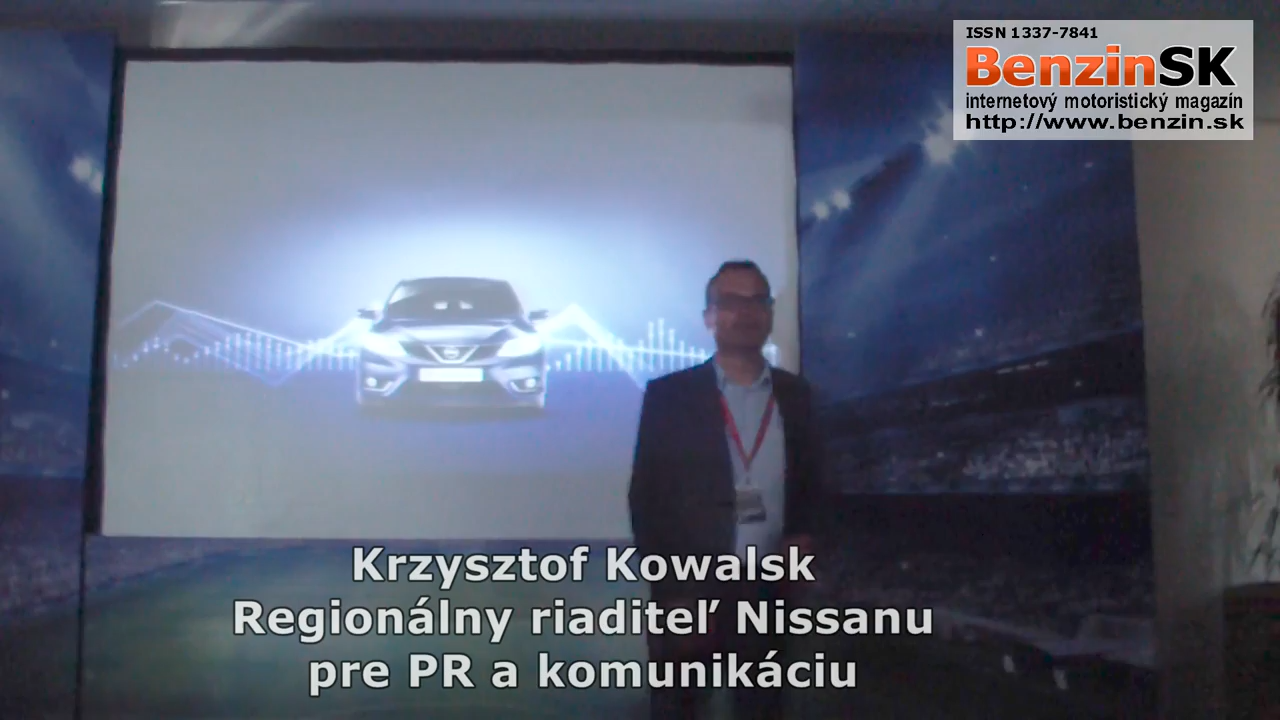 ISSN 1337-7841
BenzinSK
internetový motoristický magazín
http://www.benzin.sk
Krzysztof Kowalsk
Regionálny riaditeľ Nissanu
pre PR a komunikáciu